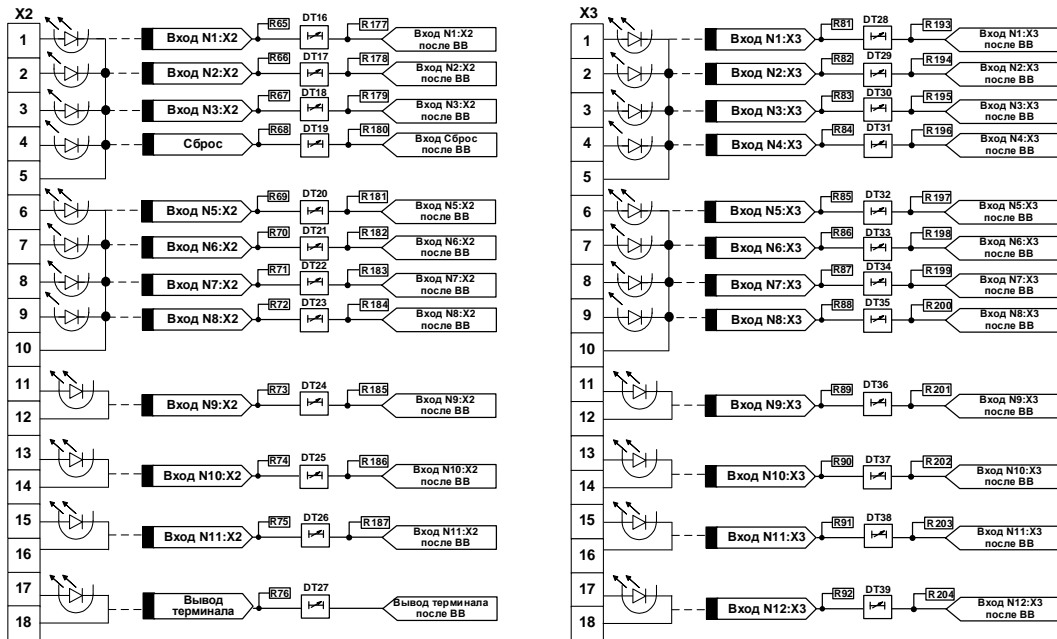 X2
1
R65
DT16
R177
Вход N1:X2
Вход N1:X2
после ВВ
2
R66
DT17
R178
Вход N2:X2
Вход N2:X2
после ВВ
3
R67
DT18
R179
Вход N3:X2
Вход N3:X2
после ВВ
4
R68
DT19
R180
Сброс
Вход Сброс
после ВВ
5
6
R69
DT20
R181
Вход N5:X2
Вход N5:X2
после ВВ
7
R70
DT21
R182
Вход N6:X2
Вход N6:X2
после ВВ
8
R71
DT22
R183
Вход N7:X2
Вход N7:X2
после ВВ
9
R72
DT23
R184
Вход N8:X2
Вход N8:X2
после ВВ
10
11
R73
DT24
R185
Вход N9:X2
Вход N9:X2
после ВВ
12
13
R74
DT25
R186
Вход N10:X2
Вход N10:X2
после ВВ
14
15
R75
DT26
R187
Вход N11:X2
Вход N11:X2
после ВВ
16
17
R76
DT27
Вывод
терминала
Вывод терминала
после ВВ
18
X3
1
R81
DT28
R193
Вход N1:X3
Вход N1:X3
после ВВ
2
R82
DT29
R194
Вход N2:X3
Вход N2:X3
после ВВ
3
R83
DT30
R195
Вход N3:X3
Вход N3:X3
после ВВ
4
R84
DT31
R196
Вход N4:X3
Вход N4:X3
после ВВ
5
6
R85
DT32
R197
Вход N5:X3
Вход N5:X3
после ВВ
7
R86
DT33
R198
Вход N6:X3
Вход N6:X3
после ВВ
8
R87
DT34
R199
Вход N7:X3
Вход N7:X3
после ВВ
9
R88
DT35
R200
Вход N8:X3
Вход N8:X3
после ВВ
10
11
R89
DT36
R201
Вход N9:X3
Вход N9:X3
после ВВ
12
13
R90
DT37
R202
Вход N10:X3
Вход N10:X3
после ВВ
14
15
R91
DT38
R203
Вход N11:X3
Вход N11:X3
после ВВ
16
17
R92
DT39
R204
Вход N12:X3
Вход N12:X3
после ВВ
18